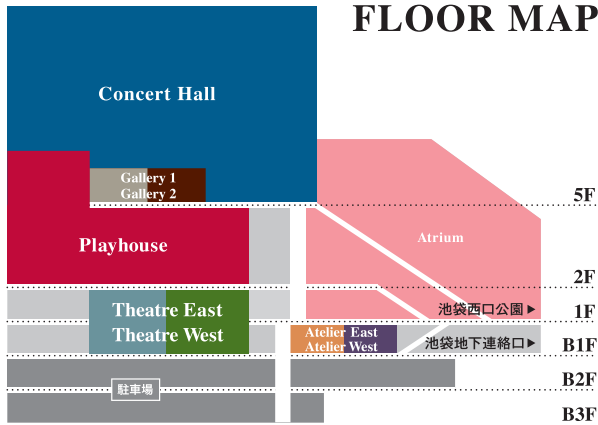 FLOOR MAP
Concert Hall
Gallery 1
Gallery 2
5F
Playhouse
Atrium
2F
Theatre East
Theatre West
池袋西口公園▶
1F
Atelier East
Atelier West
池袋地下連絡口▶
B1F
B2F
駐車場
B3F